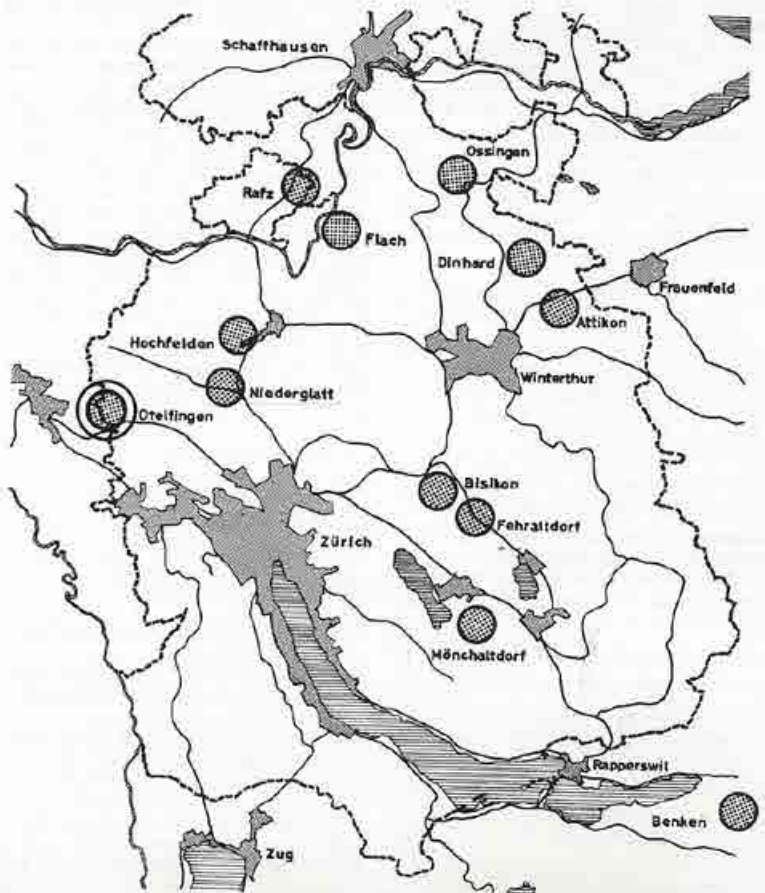 Schaffhausen
Ossingen
Rafz
Flach
Dinhard
Frauenfeld
Attikon
Hochfelden
Winterthur
Niederglatt
Otelfingen
Bisikon
Fehraltdorf
Zürich
Mönchaltdorf
Rapperswil
Benken
Zug